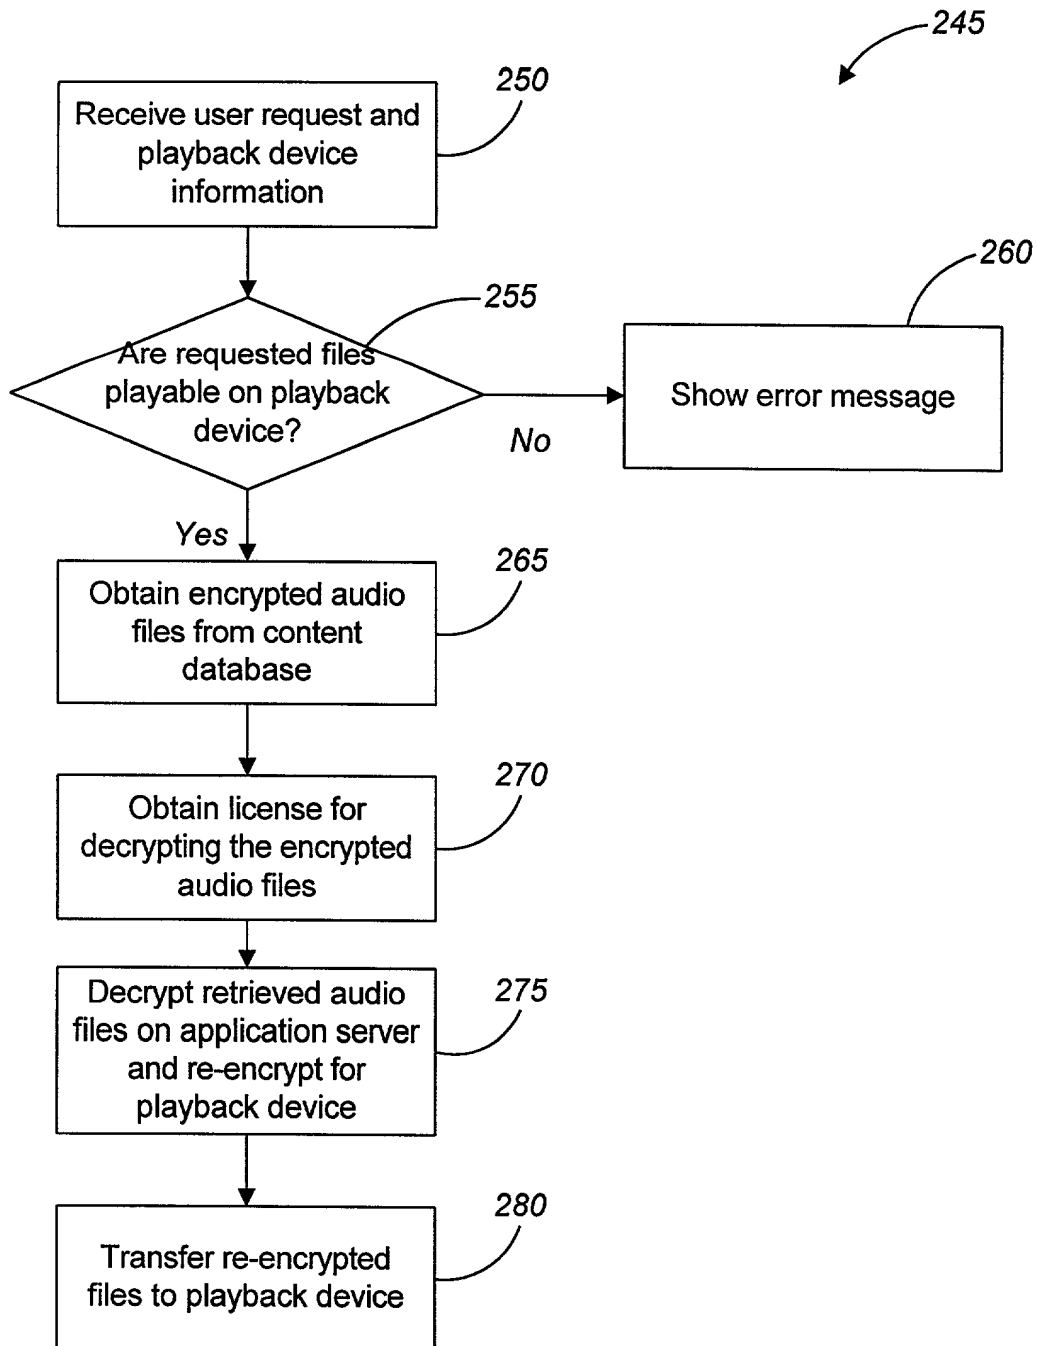 245
250
Receive user request and
playback device
information
255
260
Are requested files
playable on playback
device?
Show error message
No
Yes
265
Obtain encrypted audio
files from content
database
270
Obtain license for
decrypting the encrypted
audio files
275
Decrypt retrieved audio
files on application server
and re-encrypt for
playback device
280
Transfer re-encrypted
files to playback device